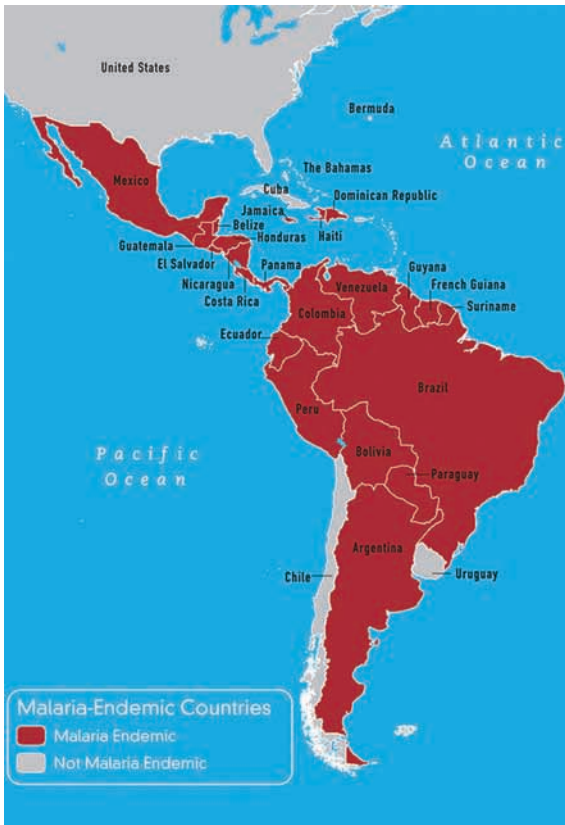 United States
Bermuda
Atlantic
Ocean
The Bahamas
Mexico
Cuba
Dominican Republic
Jamaica
Belize
Haiti
Honduras
Guatemala
El Salvador
Panama
Nicaragua
Costa Rica
Venezuela
Guyana
French Guiana
Suriname
Colombia
Ecuador
Brazil
Peru
Pacific
Ocean
Bolivia
Paraguay
Argentina
Chile
Uruguay
Malaria-Endemic Countries
Malaria Endemic
Not Malaria Endemic